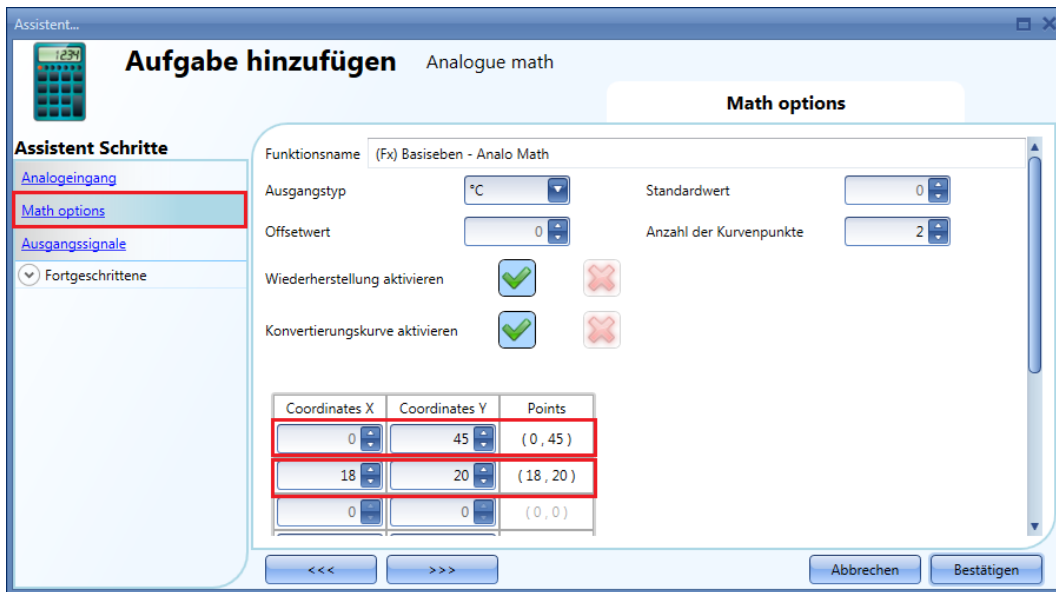 Assistent...
1234
Aufgabe hinzufügen Analogue math
Math options
Assistent Schritte
Analogeingang
Math options
Ausgangssignale
Fortgeschrittene
Funktionsname (Fx) Basiseben - Analo Math
Ausgangstyp °C Standardwert 0
Offsetwert 0 Anzahl der Kurvenpunkte 2
Wiederherstellung aktivieren
Konvertierungskurve aktivieren
Coordinates X Coordinates Y Points
0 45 ( 0 , 45 )
18 20 ( 18 , 20 )
0 0 ( 0 , 0 )
<<< >>> Abbrechen Bestätigen